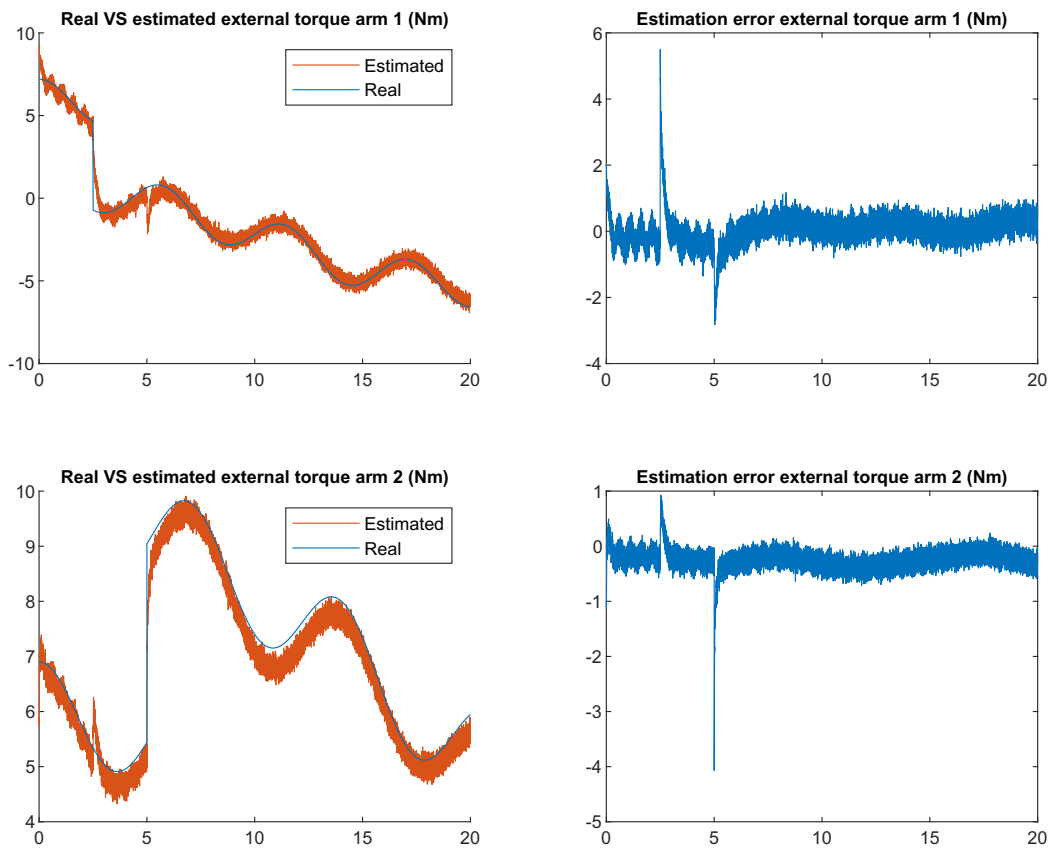 Real VS estimated external torque arm 1 (Nm)
10
5
0
-5
-10
0 5 10 15 20
Estimated
Real
Estimation error external torque arm 1 (Nm)
6
4
2
0
-2
-4
0 5 10 15 20
Real VS estimated external torque arm 2 (Nm)
10
9
8
7
6
5
4
0 5 10 15 20
Estimated
Real
Estimation error external torque arm 2 (Nm)
1
0
-1
-2
-3
-4
-5
0 5 10 15 20